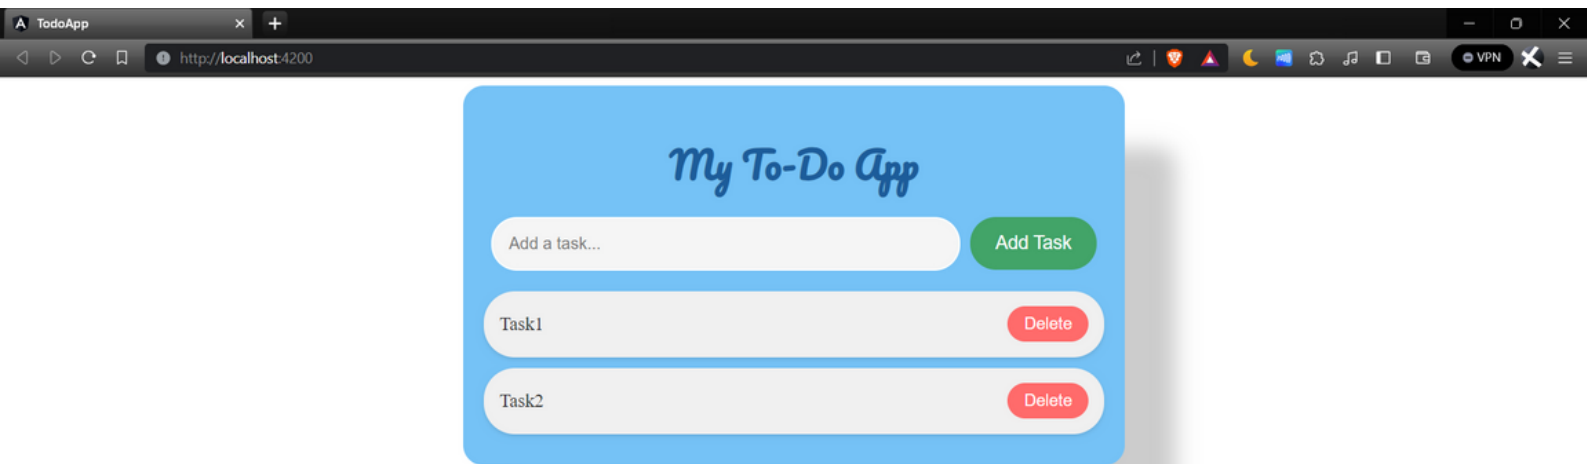 TodoApp
http://localhost:4200
VPN
My To-Do App
Add a task...
Add Task
Task1
Delete
Task2
Delete